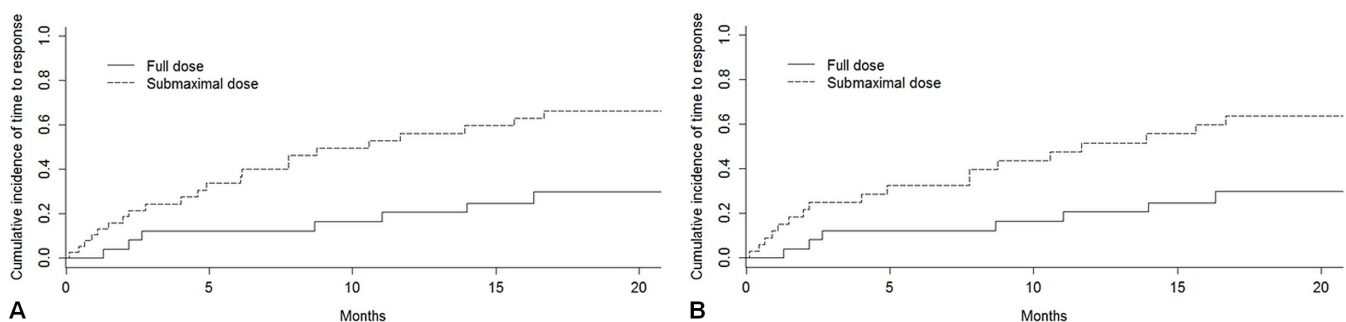 Cumulative incidence of time to response
1.0
0.8
0.6
0.4
0.2
0.0
Full dose
Submaximal dose
0 5 10 15 20
Months
A
Cumulative incidence of time to response
1.0
0.8
0.6
0.4
0.2
0.0
Full dose
Submaximal dose
0 5 10 15 20
Months
B